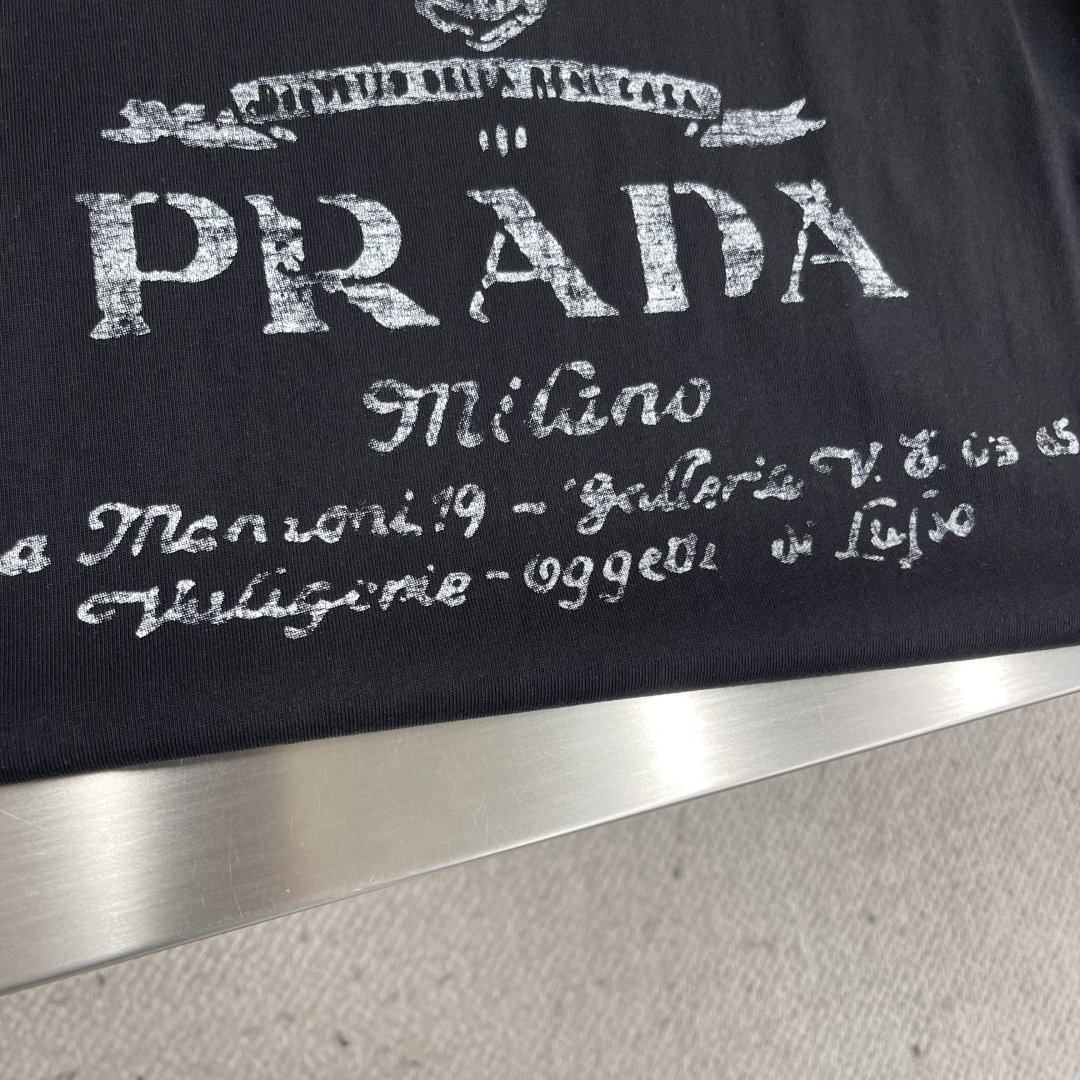 PRADA
Milano
a Manzoni 19 - Galleria V. E. 63 65
Valigerie - Oggetti di Lusso